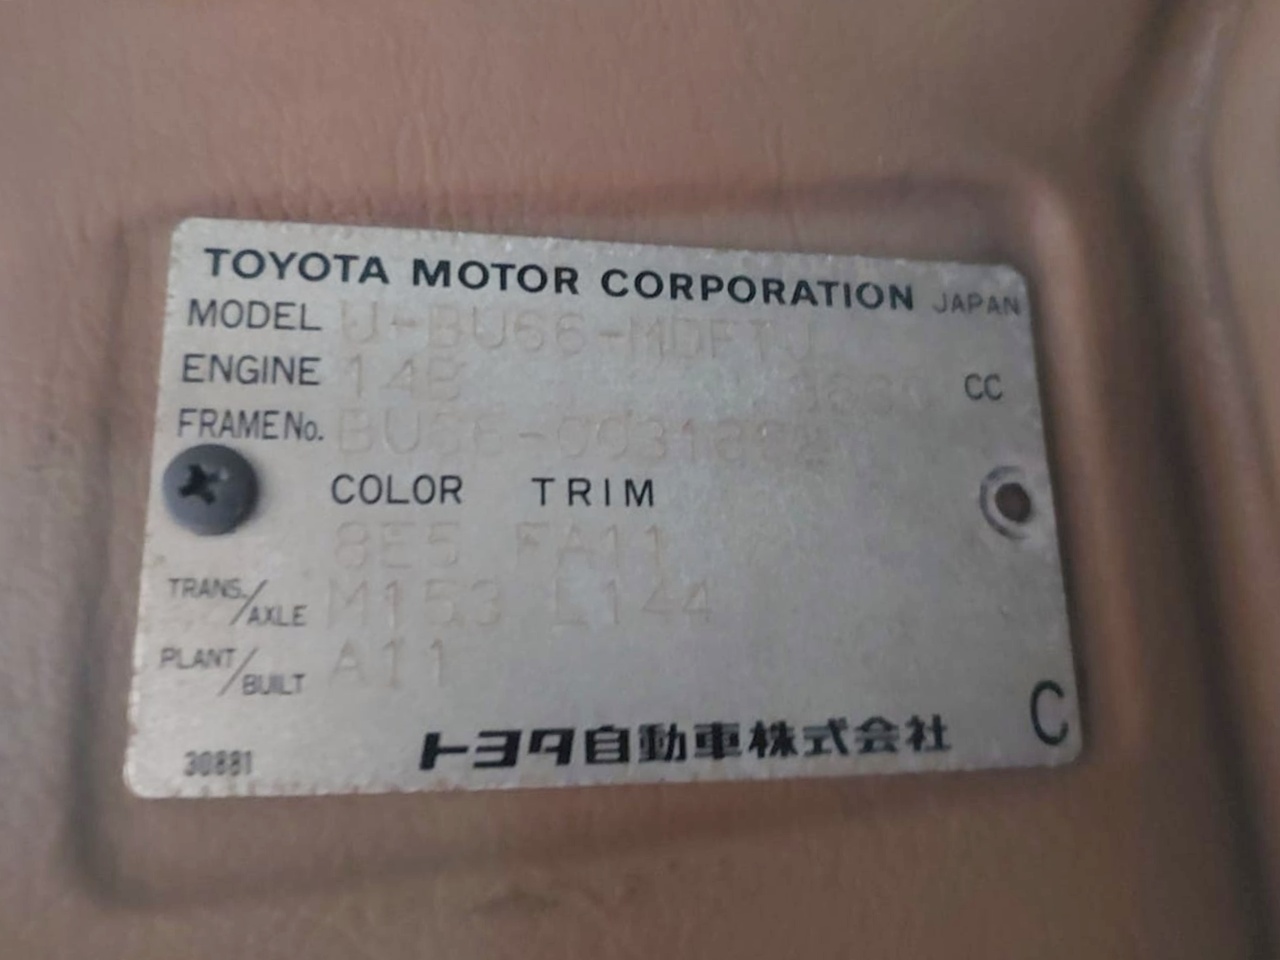 TOYOTA MOTOR CORPORATION JAPAN
MODEL U-BU66-MDFTJ
ENGINE 14B CC
FRAME No.
COLOR TRIM
8E5 FA11
TRANS./AXLE M153 L144
PLANT/BUILT A11
C
30881 トヨタ自動車株式会社